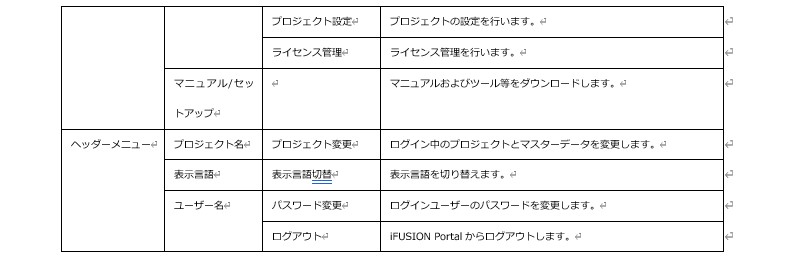 プロジェクト設定 プロジェクトの設定を行います。
ライセンス管理 ライセンス管理を行います。
マニュアル/セッ マニュアルおよびツール等をダウンロードします。
トアップ
ヘッダーメニュー プロジェクト名 プロジェクト変更 ログイン中のプロジェクトとマスターデータを変更します。
表示言語 表示言語切替 表示言語を切り替えます。
ユーザー名 パスワード変更 ログインユーザーのパスワードを変更します。
ログアウト iFUSION Portal からログアウトします。